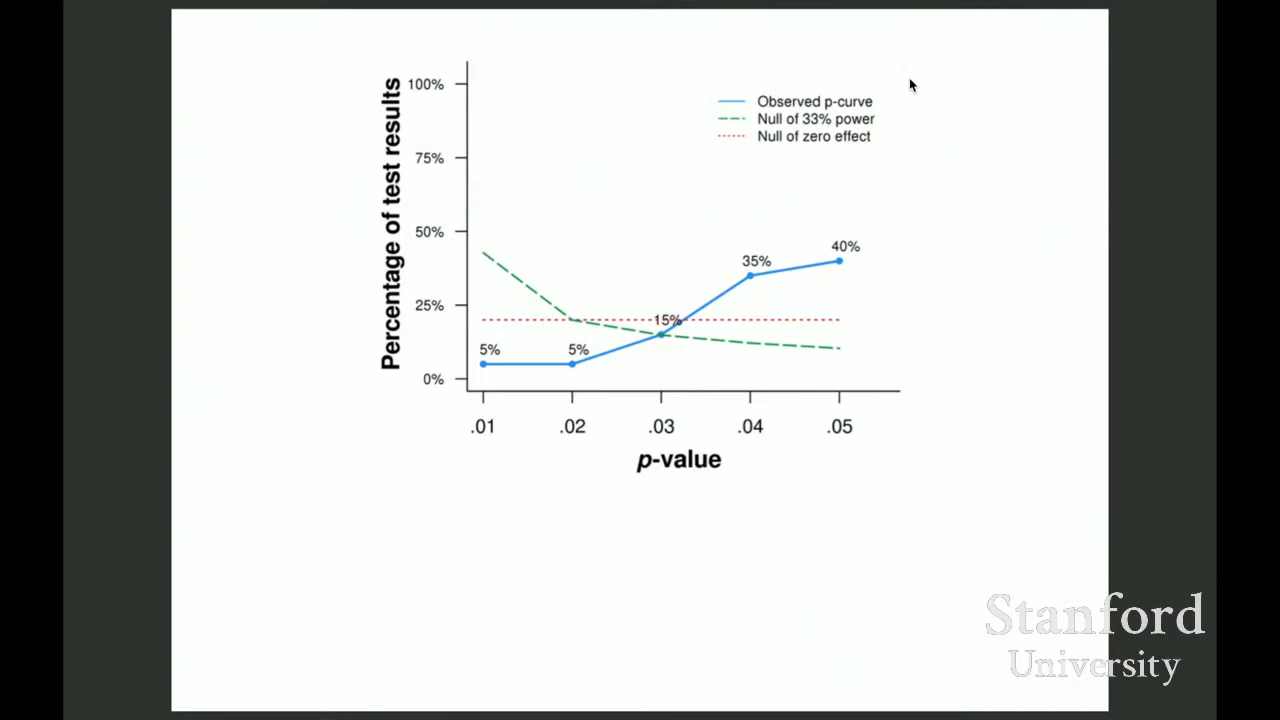 Percentage of test results
100%
75%
50%
25%
0%
Observed p-curve
Null of 33% power
Null of zero effect
5%
5%
15%
35%
40%
.01 .02 .03 .04 .05
p-value
Stanford
University